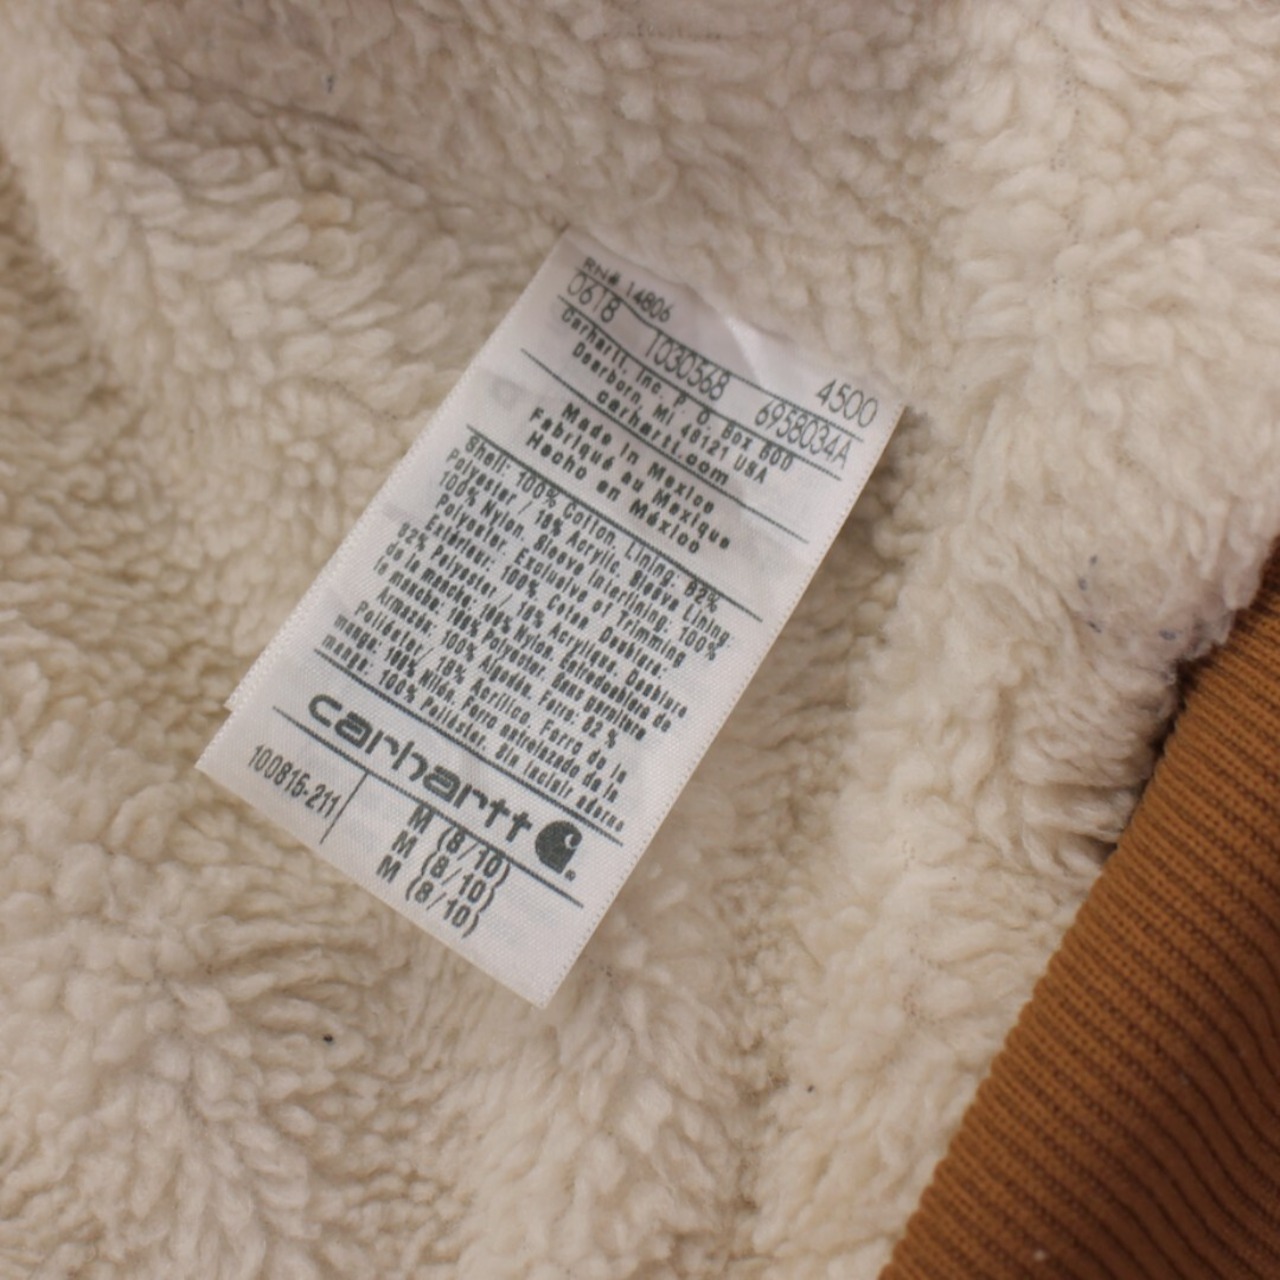 RN# 14806
0618 1030568 4500
6958034A
Carhartt, Inc. P. O. Box 600
Dearborn, MI 48121 USA
carhartt.com
Made in Mexico
Fabriqué au Mexique
Hecho en México
Shell: 100% Cotton. Lining: 82%
Polyester / 18% Acrylic. Sleeve Lining:
100% Nylon. Sleeve Interlining: 100%
Polyester. Exclusive of Trimming
Extérieur: 100% Coton. Doublure:
82% Polyester / 18% Acrylique. Doublure
de la manche: 100% Nylon. Entredoublure de
la manche: 100% Polyester. Sans garniture
Armazón: 100% Algodón. Forro: 82 %
Poliéster/ 18% Acrílico. Forro de la
manga: 100% Nilón. Forro entrelazado de la
manga: 100% Poliéster. Sin incluir adorno
carhartt
100815-211
M (8/10)
M (8/10)
M (8/10)